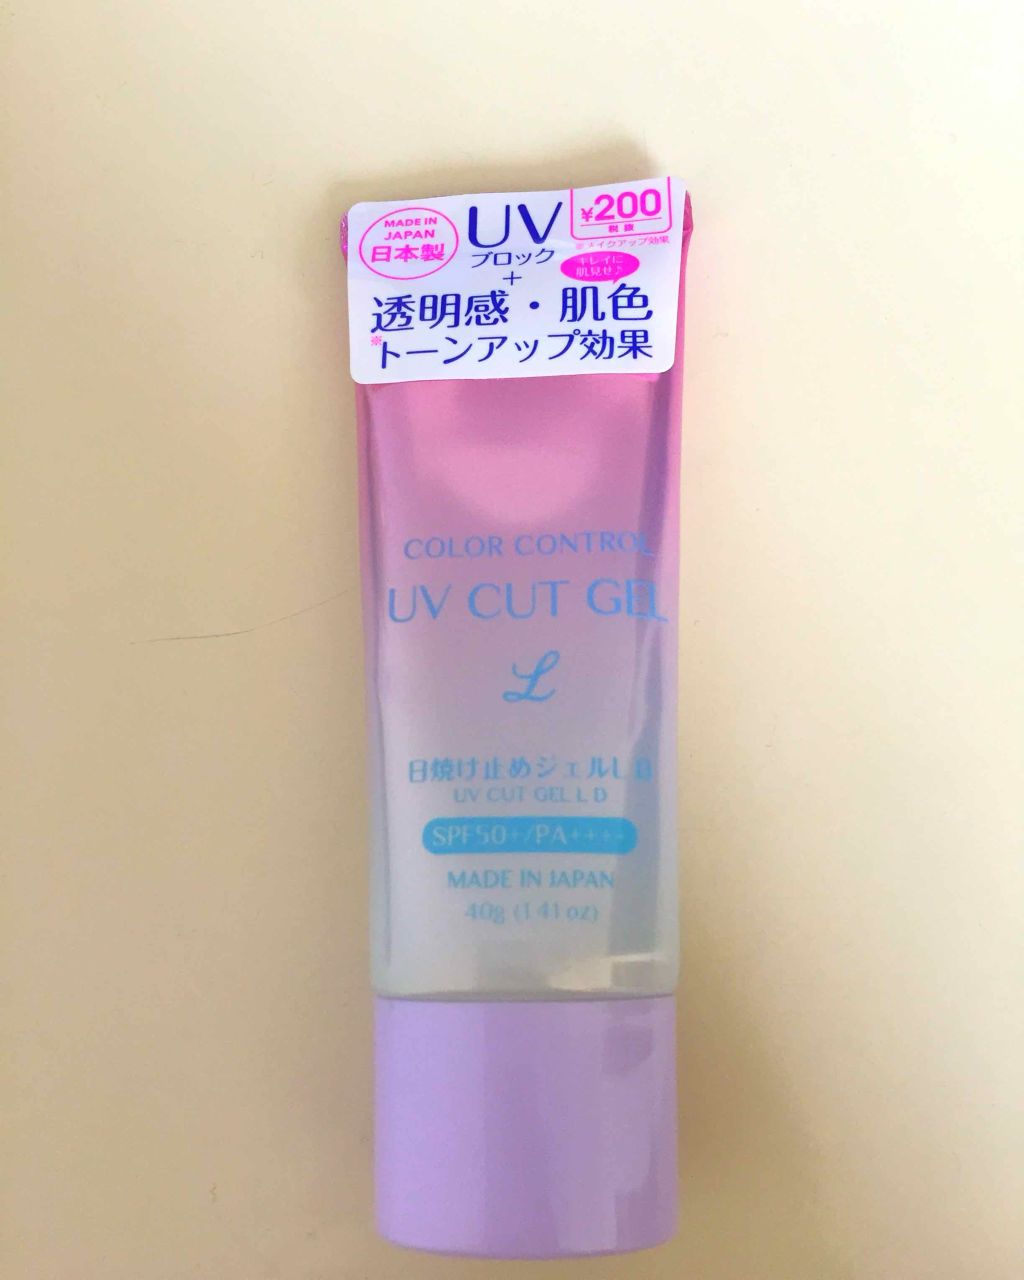 MADE IN
JAPAN
日本製
UV
ブロック
+
¥200
税抜
※メイクアップ効果
キレイに
肌見せ♪
透明感・肌色
※トーンアップ効果
COLOR CONTROL
UV CUT GEL
L
日焼け止めジェルL D
UV CUT GEL L D
SPF50+/PA++++
MADE IN JAPAN
40g (1.41 oz)